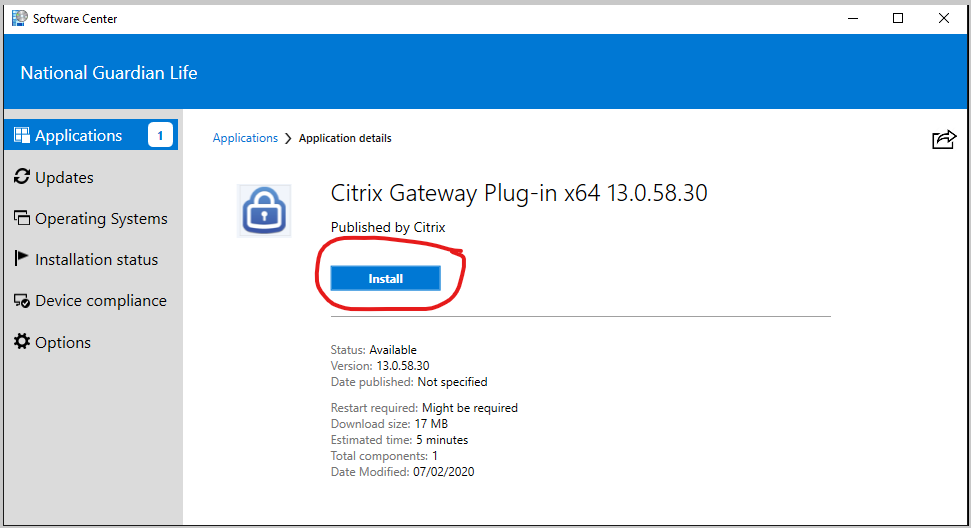 Software Center
National Guardian Life
Applications 1
Updates
Operating Systems
Installation status
Device compliance
Options
Applications > Application details
Citrix Gateway Plug-in x64 13.0.58.30
Published by Citrix
Install
Status: Available
Version: 13.0.58.30
Date published: Not specified
Restart required: Might be required
Download size: 17 MB
Estimated time: 5 minutes
Total components: 1
Date Modified: 07/02/2020